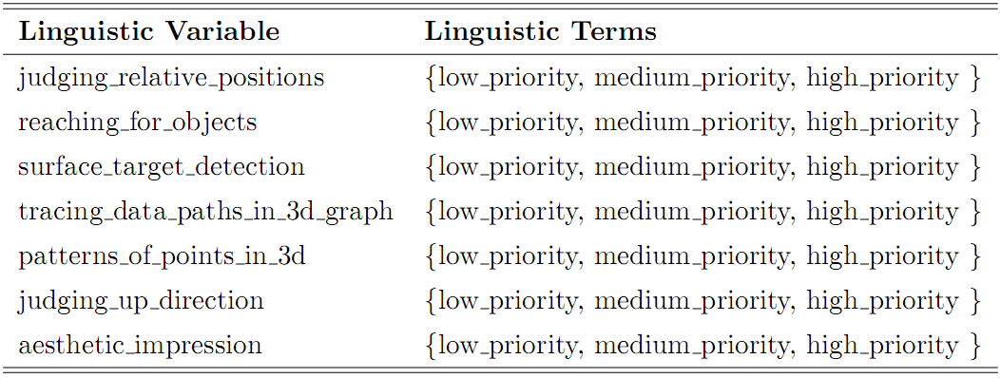 Linguistic Variable Linguistic Terms
judging_relative_positions {low_priority, medium_priority, high_priority }
reaching_for_objects {low_priority, medium_priority, high_priority }
surface_target_detection {low_priority, medium_priority, high_priority }
tracing_data_paths_in_3d_graph {low_priority, medium_priority, high_priority }
patterns_of_points_in_3d {low_priority, medium_priority, high_priority }
judging_up_direction {low_priority, medium_priority, high_priority }
aesthetic_impression {low_priority, medium_priority, high_priority }